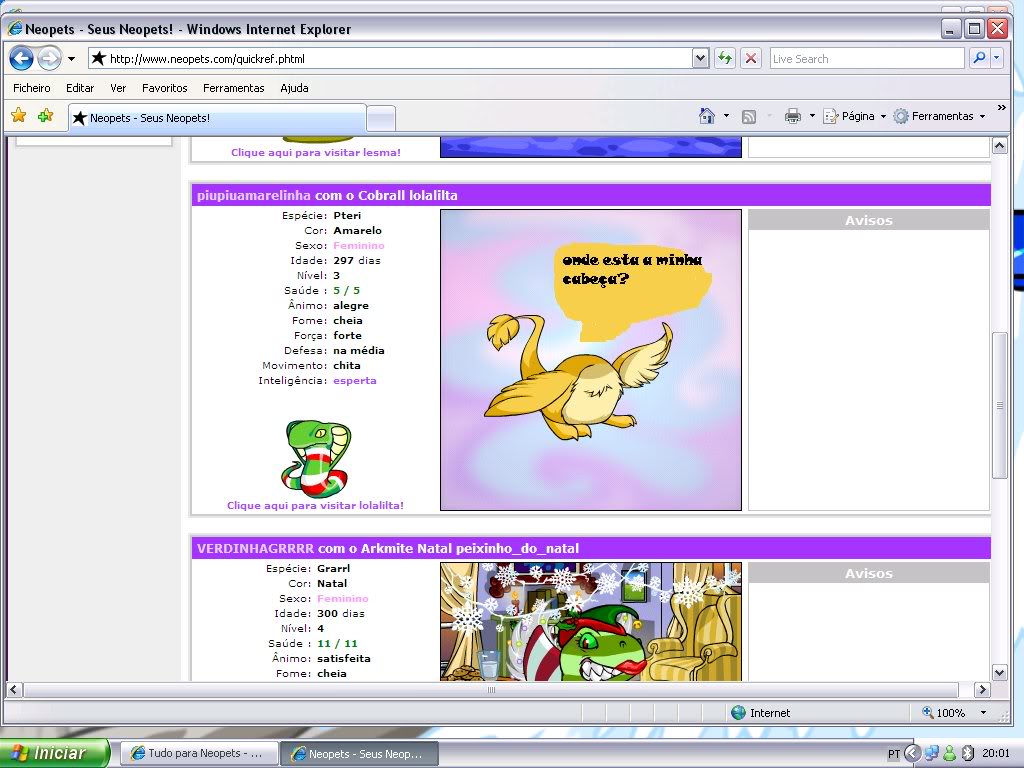 Neopets - Seus Neopets! - Windows Internet Explorer
http://www.neopets.com/quickref.phtml
Live Search
Ficheiro Editar Ver Favoritos Ferramentas Ajuda
Neopets - Seus Neopets!
Página Ferramentas
Clique aqui para visitar lesma!
piupiuamarelinha com o Cobrall lolalilta
Espécie: Pteri
Cor: Amarelo
Sexo: Feminino
Idade: 297 dias
Nível: 3
Saúde : 5 / 5
Ânimo: alegre
Fome: cheia
Força: forte
Defesa: na média
Movimento: chita
Inteligência: esperta
Clique aqui para visitar lolalilta!
onde esta a minha
cabeça?
Avisos
VERDINHAGRRRR com o Arkmite Natal peixinho_do_natal
Espécie: Grarrl
Cor: Natal
Sexo: Feminino
Idade: 300 dias
Nível: 4
Saúde : 11 / 11
Ânimo: satisfeita
Fome: cheia
Avisos
Internet
100%
Iniciar
Tudo para Neopets - ...
Neopets - Seus Neop...
PT
20:01